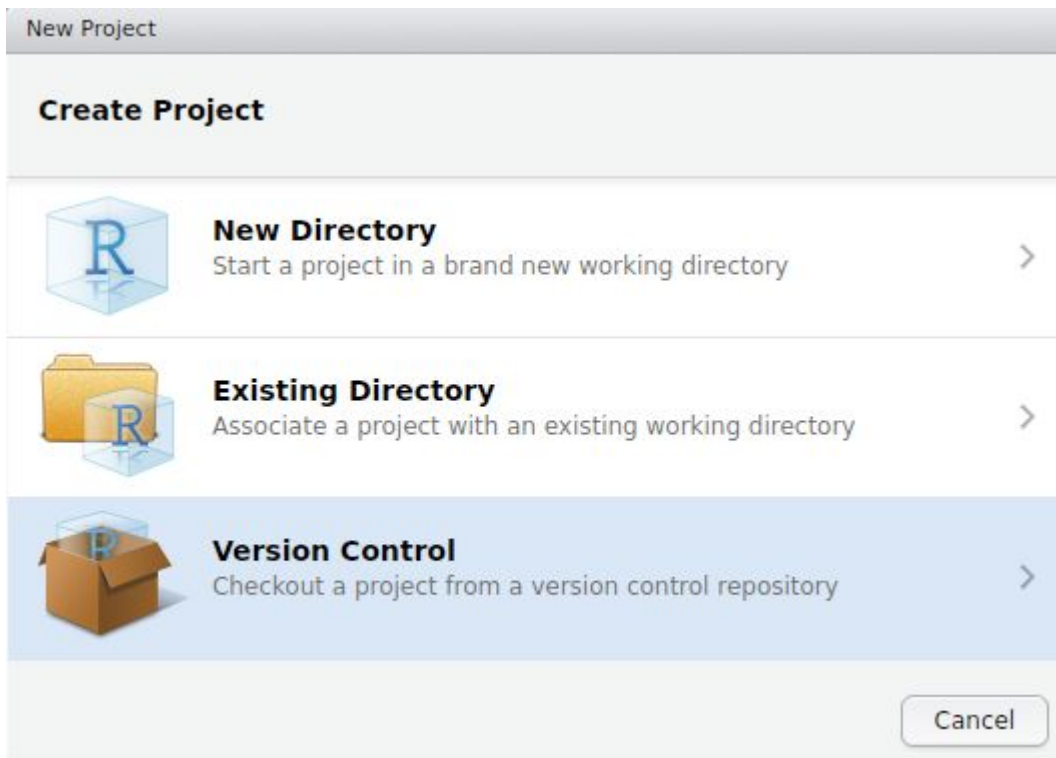 New Project
Create Project
R
New Directory
Start a project in a brand new working directory
R
Existing Directory
Associate a project with an existing working directory
R
Version Control
Checkout a project from a version control repository
Cancel